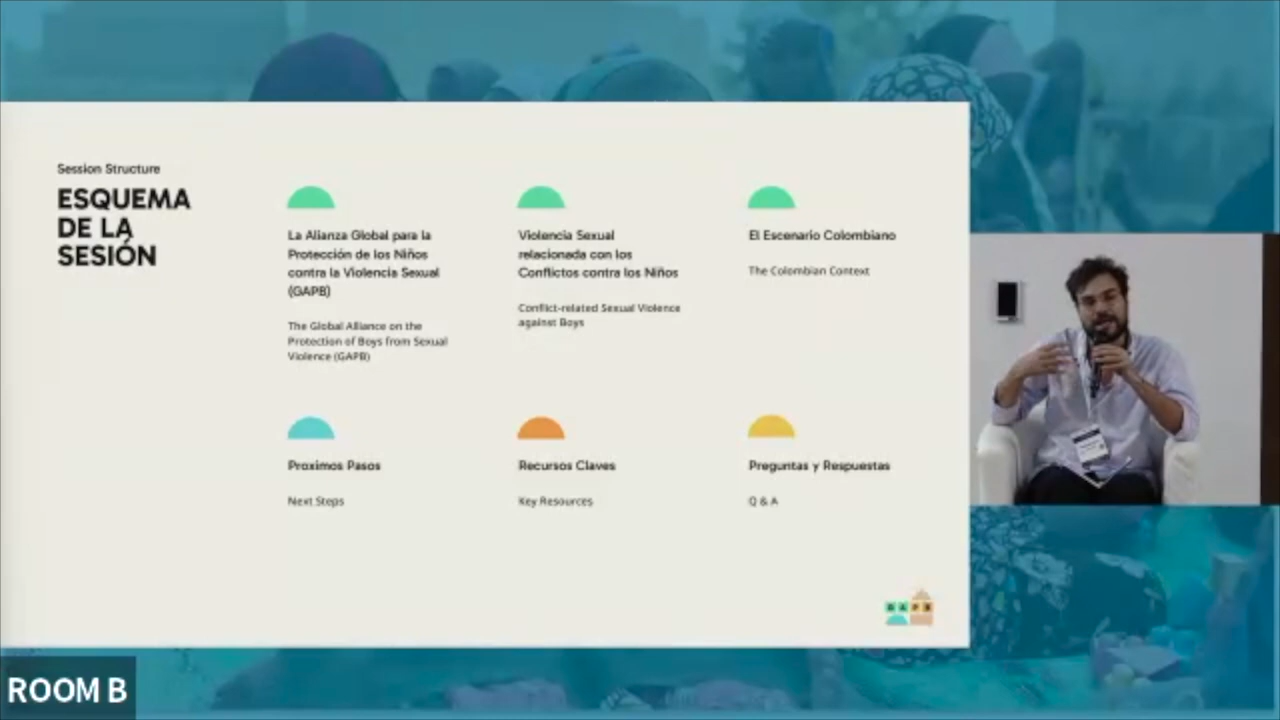 Session Structure
ESQUEMA
DE LA
SESIÓN
La Alianza Global para la
Protección de los Niños
contra la Violencia Sexual
(GAPB)
The Global Alliance on the
Protection of Boys from Sexual
Violence (GAPB)
Violencia Sexual
relacionada con los
Conflictos contra los Niños
Conflict-related Sexual Violence
against Boys
El Escenario Colombiano
The Colombian Context
Proximos Pasos
Next Steps
Recursos Claves
Key Resources
Preguntas y Respuestas
Q & A
GAPB
ROOM B